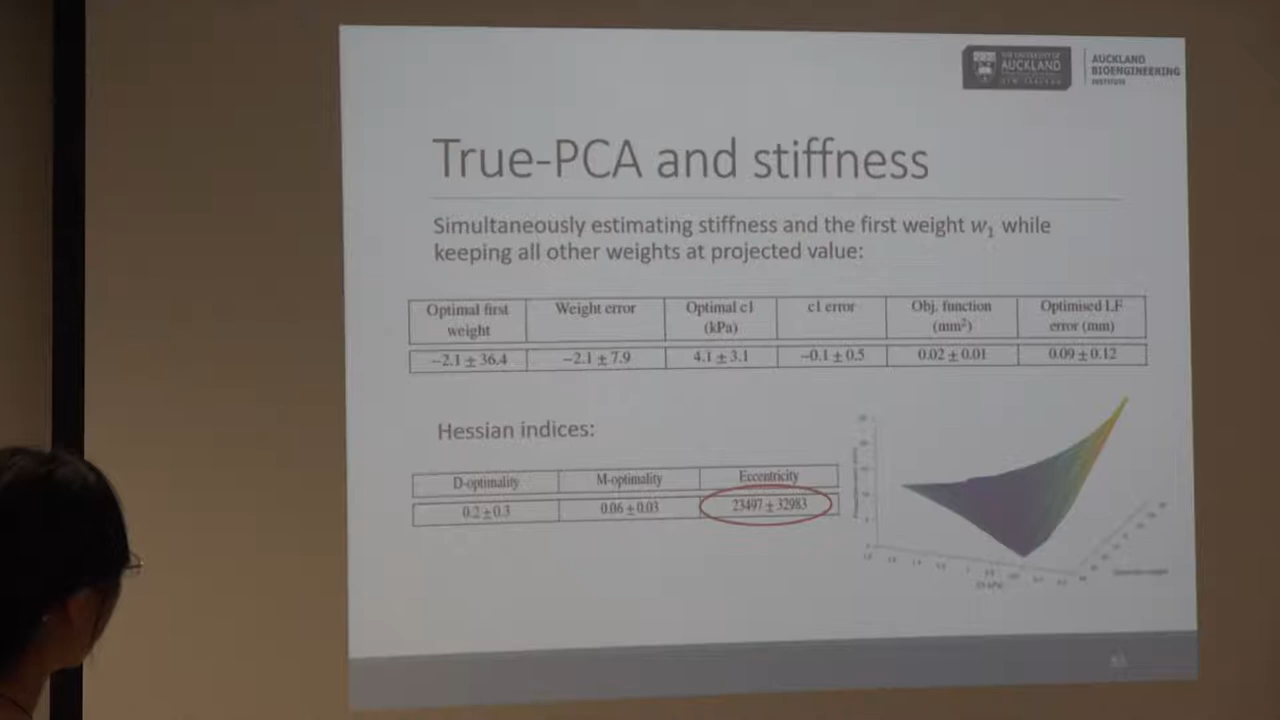 THE UNIVERSITY OF
AUCKLAND
NEW ZEALAND
AUCKLAND
BIOENGINEERING
INSTITUTE
True-PCA and stiffness
Simultaneously estimating stiffness and the first weight w₁ while
keeping all other weights at projected value:
Optimal first weight | Weight error | Optimal c1 (kPa) | c1 error | Obj. function (mm²) | Optimised LF error (mm)
−2.1 ± 36.4 | −2.1 ± 7.9 | 4.1 ± 3.1 | −0.1 ± 0.5 | 0.02 ± 0.01 | 0.09 ± 0.12
Hessian indices:
D-optimality | M-optimality | Eccentricity
0.2 ± 0.3 | 0.06 ± 0.03 | 23497 ± 32983